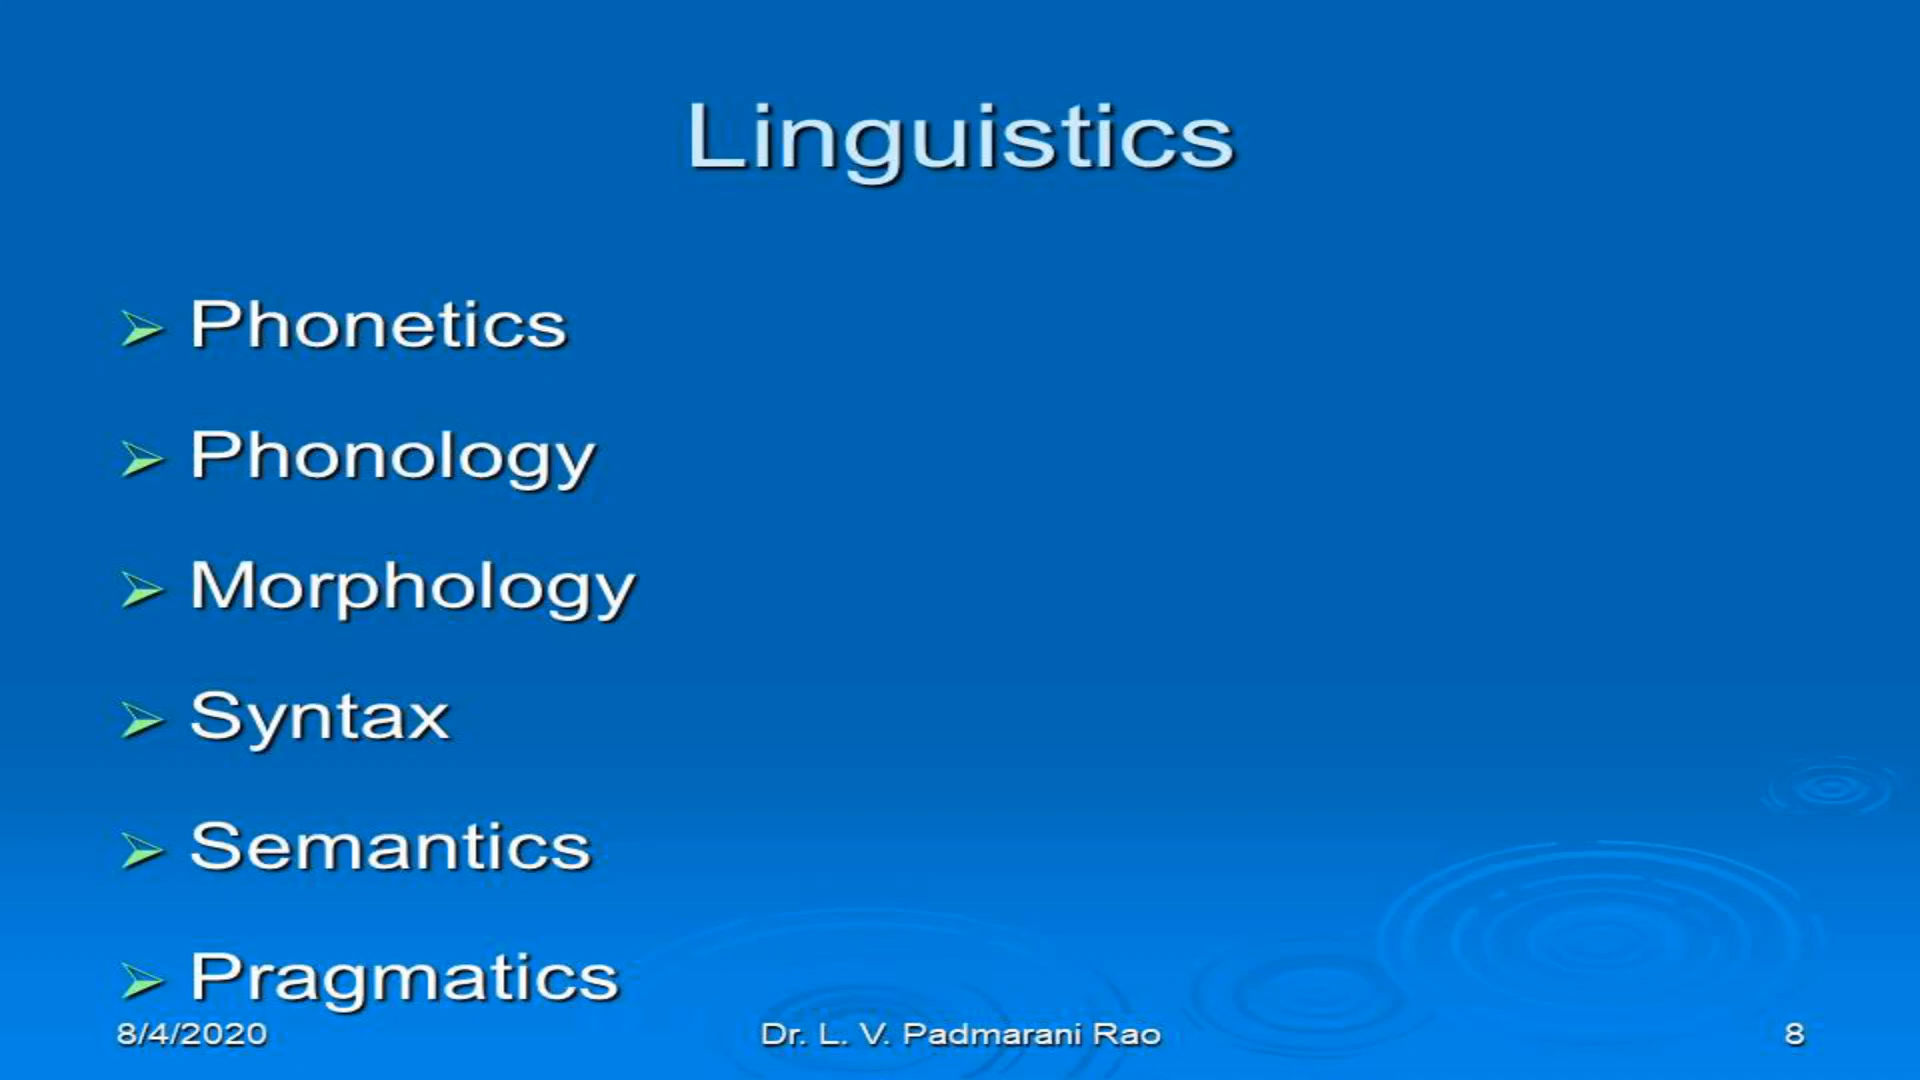 Linguistics
Phonetics
Phonology
Morphology
Syntax
Semantics
Pragmatics
8/4/2020
Dr. L. V. Padmarani Rao
8